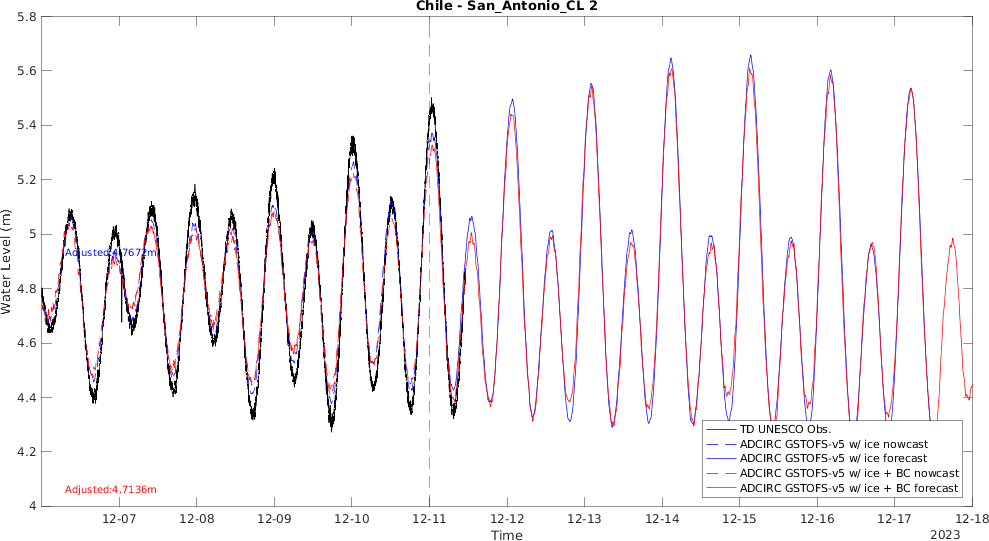 Chile - San_Antonio_CL 2
5.8
5.6
5.4
5.2
5
4.8
4.6
4.4
4.2
4
Water Level (m)
Adjusted:4.7672m
Adjusted:4.7136m
TD UNESCO Obs.
ADCIRC GSTOFS-v5 w/ ice nowcast
ADCIRC GSTOFS-v5 w/ ice forecast
ADCIRC GSTOFS-v5 w/ ice + BC nowcast
ADCIRC GSTOFS-v5 w/ ice + BC forecast
12-07 12-08 12-09 12-10 12-11 12-12 12-13 12-14 12-15 12-16 12-17 12-18
Time
2023